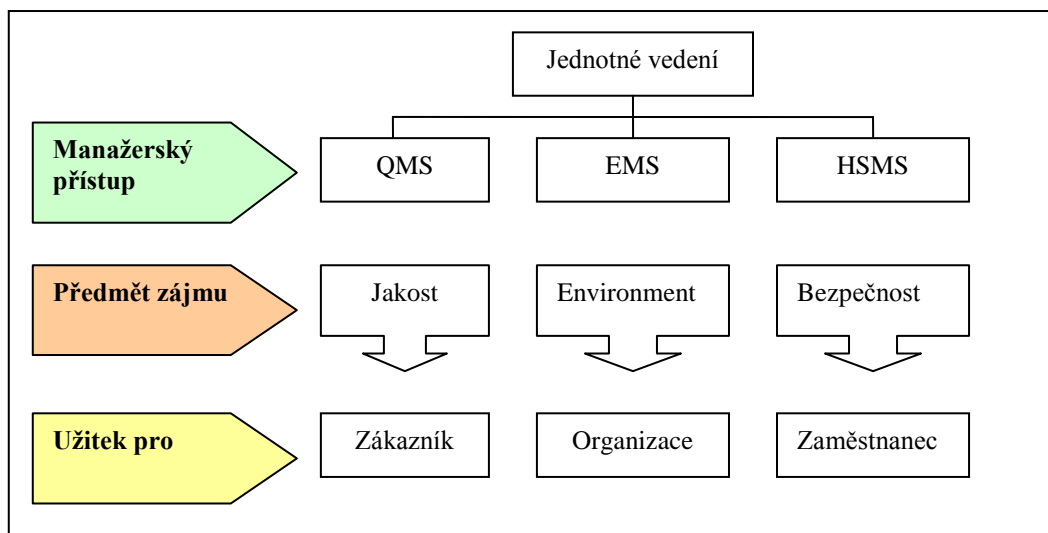 Jednotné vedení
Manažerský
přístup
QMS
EMS
HSMS
Předmět zájmu
Jakost
Environment
Bezpečnost
Užitek pro
Zákazník
Organizace
Zaměstnanec